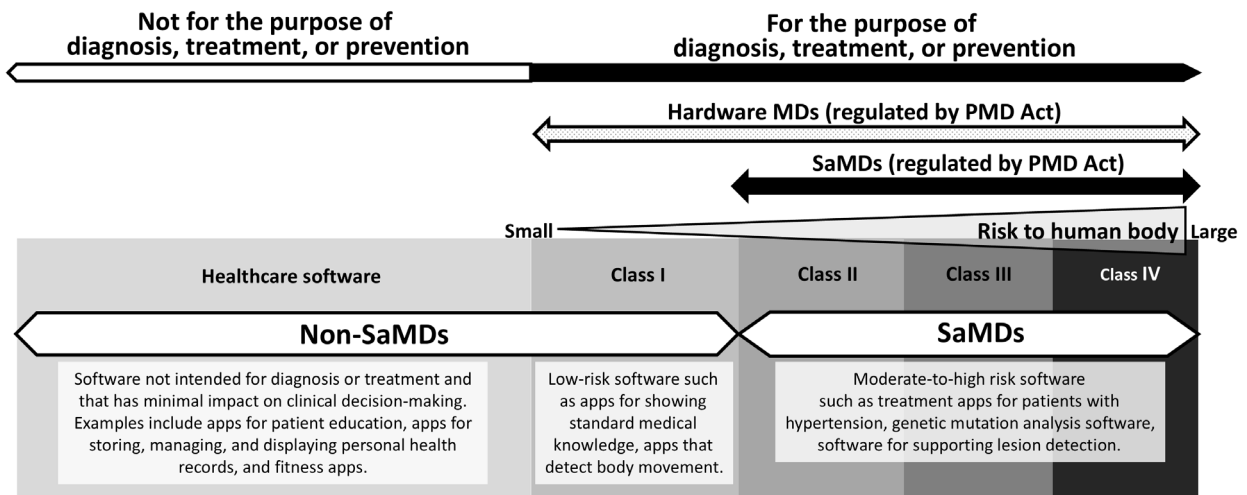 Not for the purpose of
diagnosis, treatment, or prevention
For the purpose of
diagnosis, treatment, or prevention
Hardware MDs (regulated by PMD Act)
SaMDs (regulated by PMD Act)
Small
Risk to human body
Large
Healthcare software
Class I
Class II
Class III
Class IV
Non-SaMDs
SaMDs
Software not intended for diagnosis or treatment and
that has minimal impact on clinical decision-making.
Examples include apps for patient education, apps for
storing, managing, and displaying personal health
records, and fitness apps.
Low-risk software such
as apps for showing
standard medical
knowledge, apps that
detect body movement.
Moderate-to-high risk software
such as treatment apps for patients with
hypertension, genetic mutation analysis software,
software for supporting lesion detection.